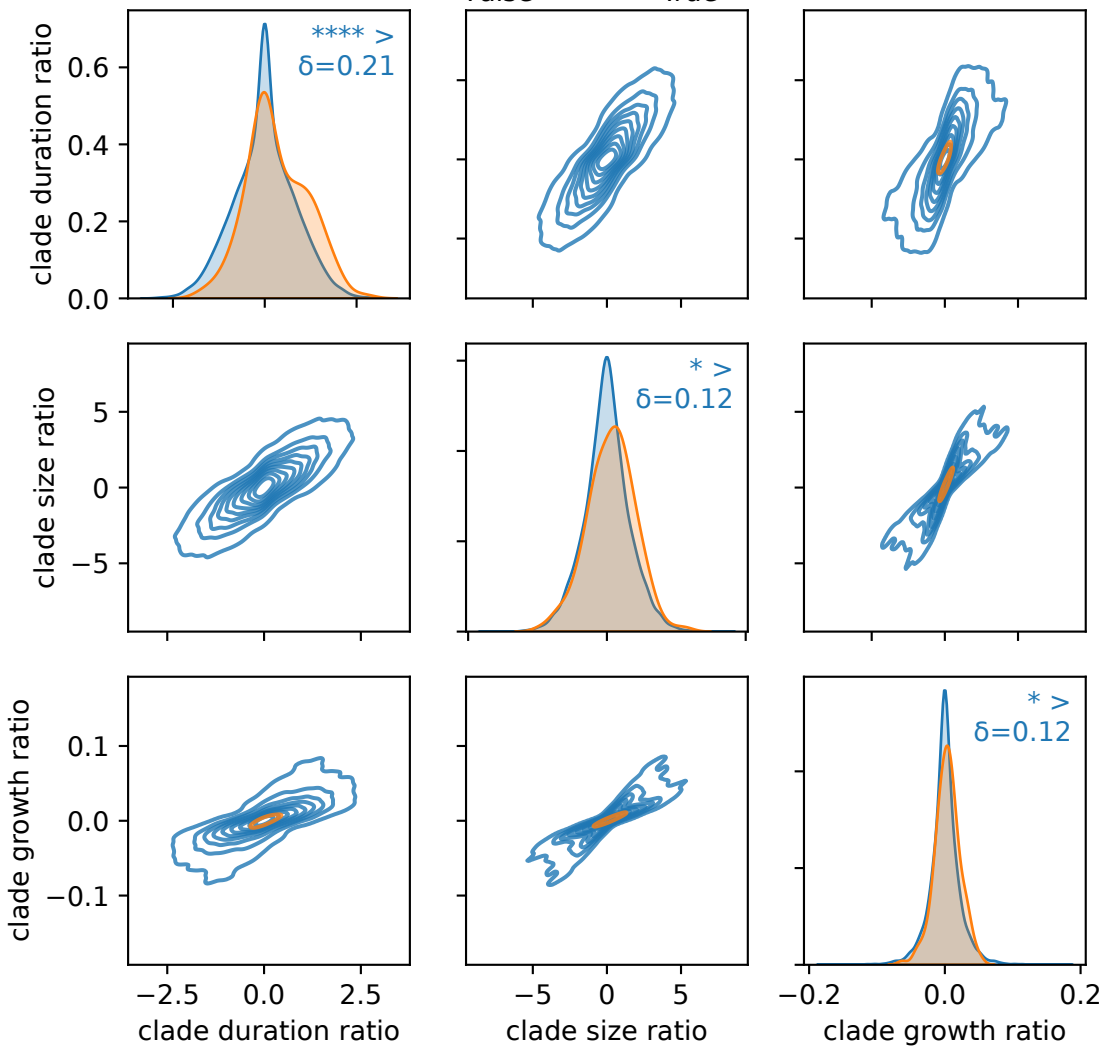 clade duration ratio
0.6
0.4
0.2
0.0
**** >
δ=0.21
clade size ratio
5
0
−5
* >
δ=0.12
clade growth ratio
0.1
0.0
−0.1
* >
δ=0.12
−2.5 0.0 2.5
−5 0 5
−0.2 0.0 0.2
clade duration ratio
clade size ratio
clade growth ratio